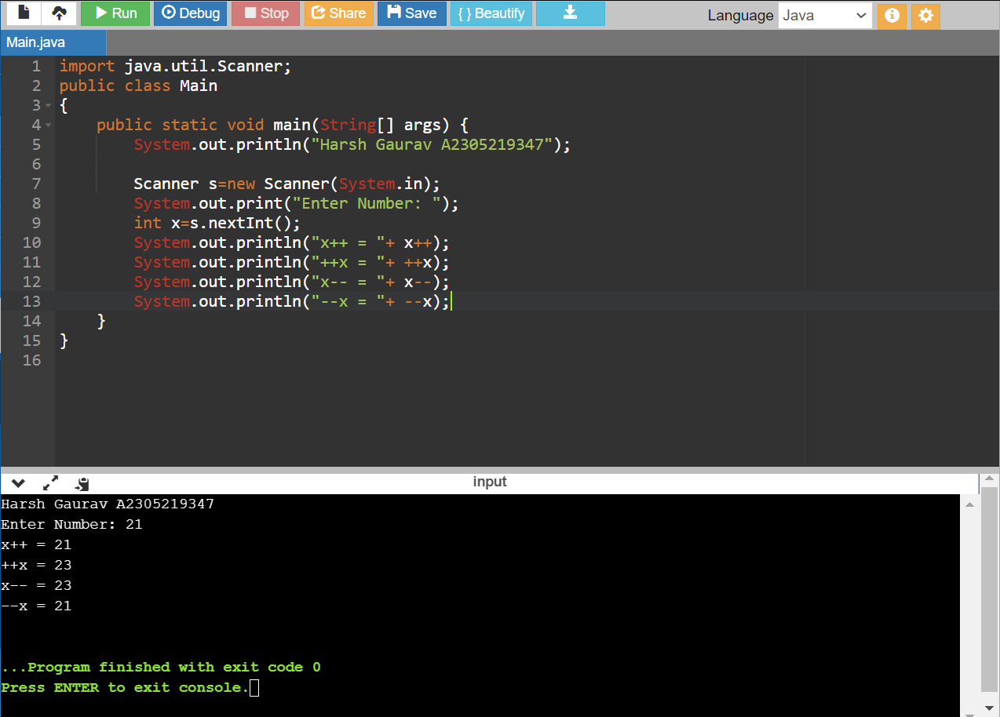 Run Debug Stop Share Save { } Beautify Language Java
Main.java
1 import java.util.Scanner;
2 public class Main
3 {
4     public static void main(String[] args) {
5         System.out.println("Harsh Gaurav A2305219347");
6
7         Scanner s=new Scanner(System.in);
8         System.out.print("Enter Number: ");
9         int x=s.nextInt();
10         System.out.println("x++ = "+ x++);
11         System.out.println("++x = "+ ++x);
12         System.out.println("x-- = "+ x--);
13         System.out.println("--x = "+ --x);
14     }
15 }
16
input
Harsh Gaurav A2305219347
Enter Number: 21
x++ = 21
++x = 23
x-- = 23
--x = 21
...Program finished with exit code 0
Press ENTER to exit console.